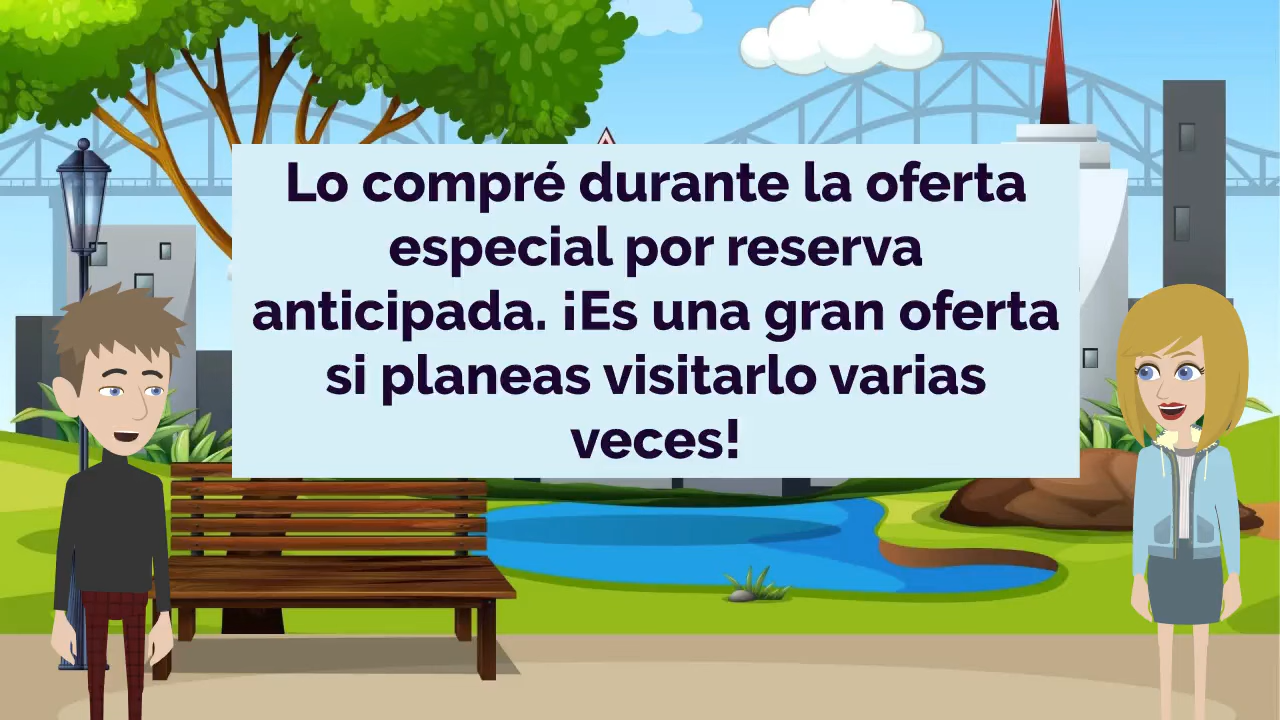 Lo compré durante la oferta
especial por reserva
anticipada. ¡Es una gran oferta
si planeas visitarlo varias
veces!